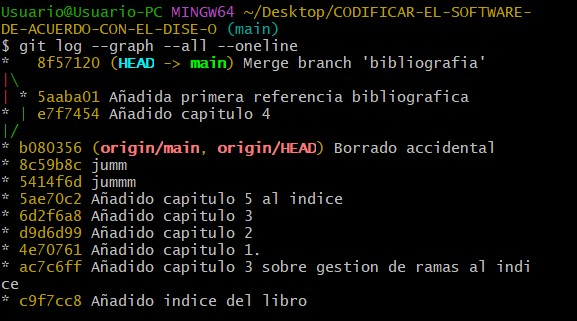 Usuario@Usuario-PC MINGW64 ~/Desktop/CODIFICAR-EL-SOFTWARE-
DE-ACUERDO-CON-EL-DISE-O (main)
$ git log --graph --all --oneline
*   8f57120 (HEAD -> main) Merge branch 'bibliografia'
|\
| * 5aaba01 Añadida primera referencia bibliografica
* | e7f7454 Añadido capitulo 4
|/
* b080356 (origin/main, origin/HEAD) Borrado accidental
* 8c59b8c jumm
* 5414f6d jummm
* 5ae70c2 Añadido capitulo 5 al indice
* 6d2f6a8 Añadido capitulo 3
* d9d6d99 Añadido capitulo 2
* 4e70761 Añadido capitulo 1.
* ac7c6ff Añadido capitulo 3 sobre gestion de ramas al indi
ce
* c9f7cc8 Añadido indice del libro